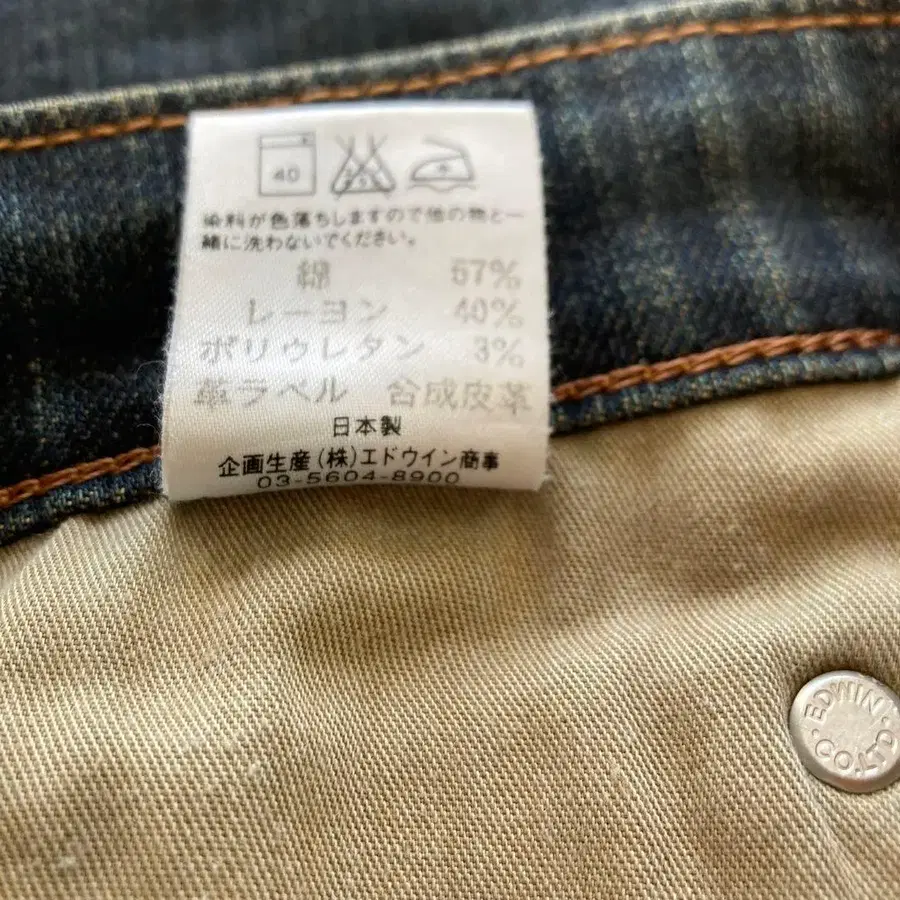 40
染料が色落ちしますので他の物と一
緒に洗わないでください。
綿 57%
レーヨン 40%
ポリウレタン 3%
革ラベル 合成皮革
日本製
企画生産(株)エドウイン商事
03-5604-8900
EDWIN
CO.LTD